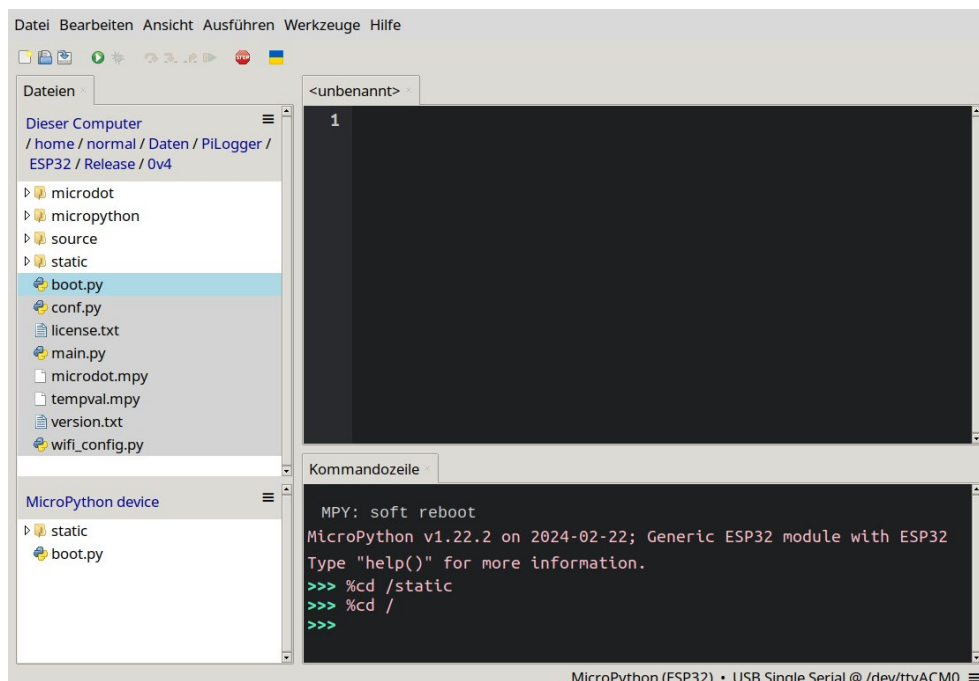 Datei Bearbeiten Ansicht Ausführen Werkzeuge Hilfe
STOP
Dateien
Dieser Computer
/ home / normal / Daten / PiLogger /
ESP32 / Release / 0v4
microdot
micropython
source
static
boot.py
conf.py
license.txt
main.py
microdot.mpy
tempval.mpy
version.txt
wifi_config.py
MicroPython device
static
boot.py
<unbenannt>
1
Kommandozeile
MPY: soft reboot
MicroPython v1.22.2 on 2024-02-22; Generic ESP32 module with ESP32
Type "help()" for more information.
>>> %cd /static
>>> %cd /
>>>
MicroPython (ESP32) • USB Single Serial @ /dev/ttyACM0